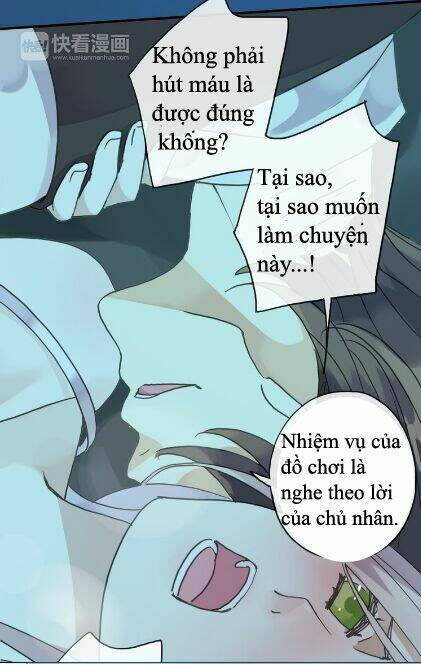 快看漫画
www.kuaikanmanhua.com
Không phải
hút máu là
được đúng
không?
Tại sao,
tại sao muốn
làm chuyện
này...!
Nhiệm vụ của
đồ chơi là
nghe theo lời
của chủ nhân.